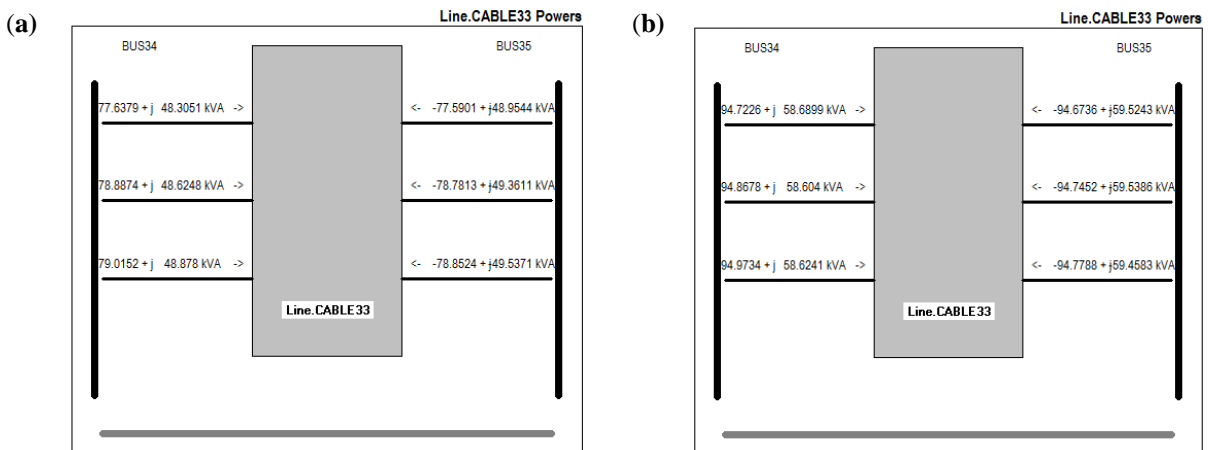 (a)
Line.CABLE33 Powers
BUS34 BUS35
77.6379 + j 48.3051 kVA -> <- -77.5901 + j48.9544 kVA
78.8874 + j 48.6248 kVA -> <- -78.7813 + j49.3611 kVA
79.0152 + j 48.878 kVA -> <- -78.8524 + j49.5371 kVA
Line.CABLE33
(b)
Line.CABLE33 Powers
BUS34 BUS35
94.7226 + j 58.6899 kVA -> <- -94.6736 + j59.5243 kVA
94.8678 + j 58.604 kVA -> <- -94.7452 + j59.5386 kVA
94.9734 + j 58.6241 kVA -> <- -94.7788 + j59.4583 kVA
Line.CABLE33